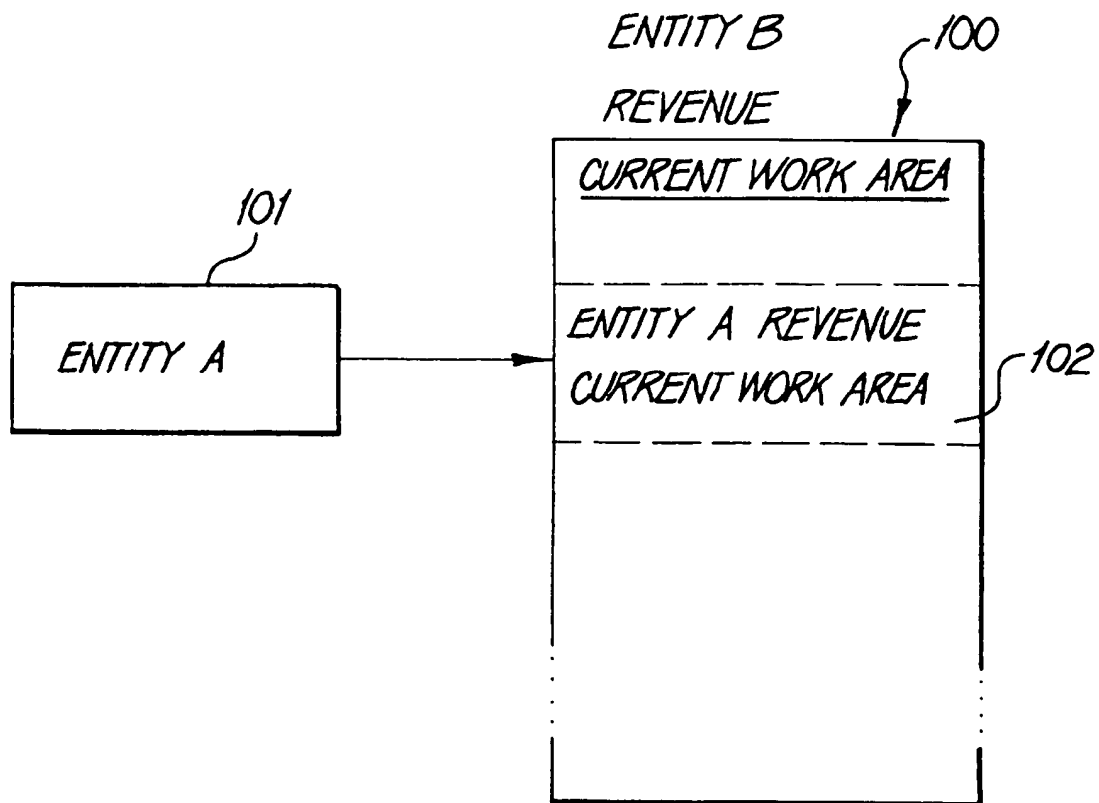 ENTITY B
100
REVENUE
CURRENT WORK AREA
101
ENTITY A
ENTITY A REVENUE
CURRENT WORK AREA
102